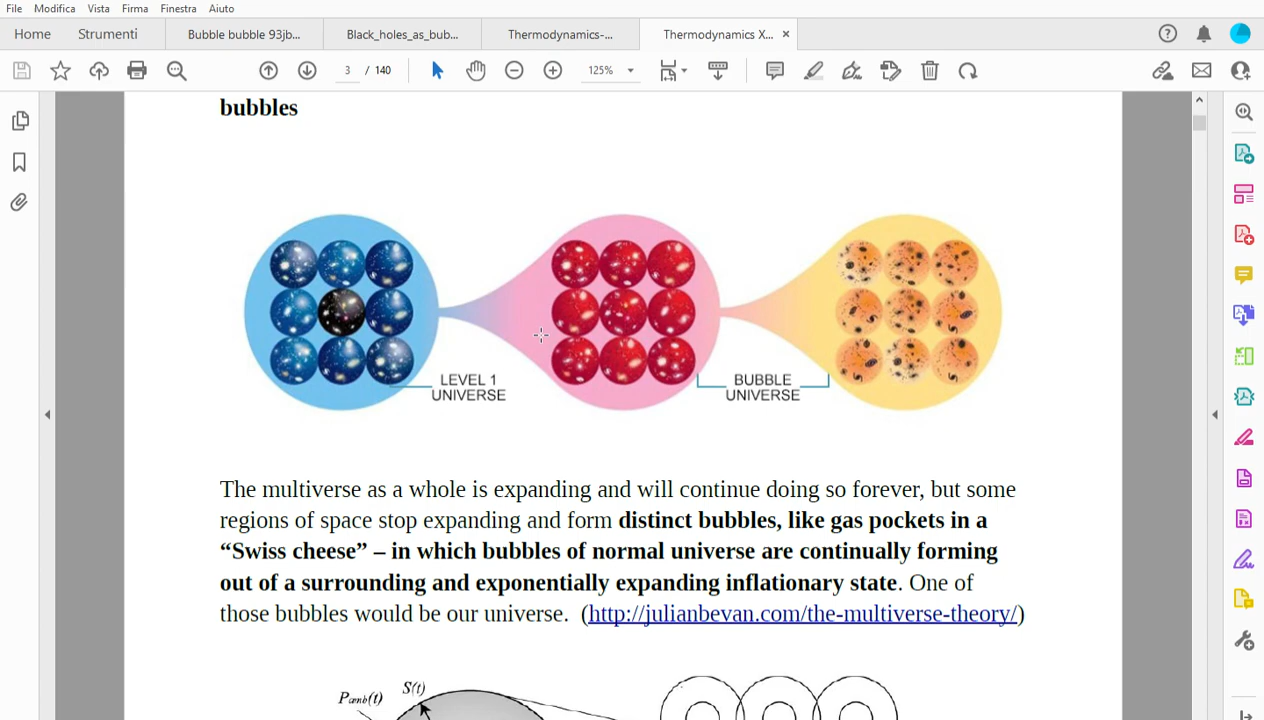 File Modifica Vista Firma Finestra Aiuto
Home Strumenti Bubble bubble 93jb... Black_holes_as_bub... Thermodynamics-... Thermodynamics X... ×
3 / 140 125%
bubbles
LEVEL 1
UNIVERSE
BUBBLE
UNIVERSE
The multiverse as a whole is expanding and will continue doing so forever, but some
regions of space stop expanding and form distinct bubbles, like gas pockets in a
“Swiss cheese” – in which bubbles of normal universe are continually forming
out of a surrounding and exponentially expanding inflationary state. One of
those bubbles would be our universe. (http://julianbevan.com/the-multiverse-theory/)
S(t)
Pamb(t)